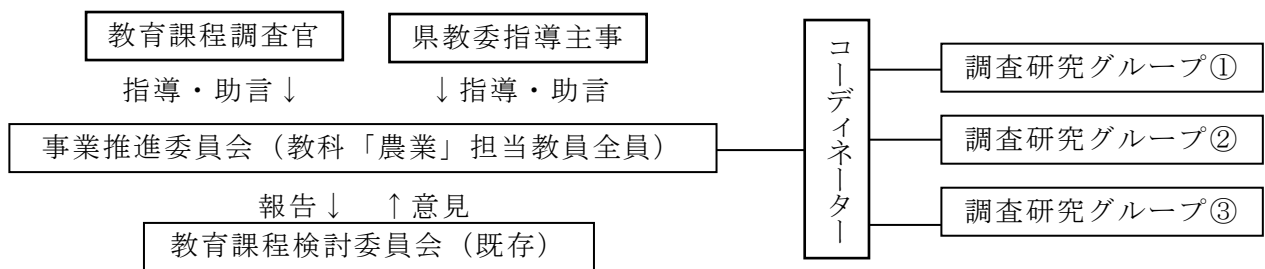 教育課程調査官
県教委指導主事
指導・助言↓
↓指導・助言
事業推進委員会（教科「農業」担当教員全員）
報告↓　↑意見
教育課程検討委員会（既存）
コーディネーター
調査研究グループ①
調査研究グループ②
調査研究グループ③